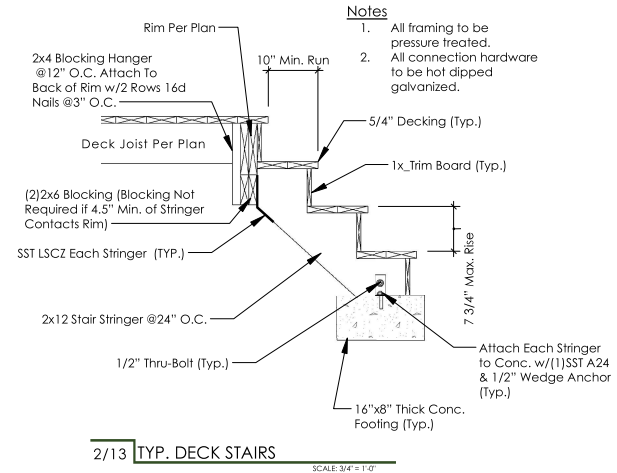 Notes
1. All framing to be
pressure treated.
2. All connection hardware
to be hot dipped
galvanized.
Rim Per Plan
2x4 Blocking Hanger
@12" O.C. Attach To
Back of Rim w/2 Rows 16d
Nails @3" O.C.
10" Min. Run
5/4" Decking (Typ.)
Deck Joist Per Plan
1x_Trim Board (Typ.)
(2)2x6 Blocking (Blocking Not
Required if 4.5" Min. of Stringer
Contacts Rim)
SST LSCZ Each Stringer (TYP.)
7 3/4" Max. Rise
2x12 Stair Stringer @24" O.C.
1/2" Thru-Bolt (Typ.)
Attach Each Stringer
to Conc. w/(1)SST A24
& 1/2" Wedge Anchor
(Typ.)
16"x8" Thick Conc.
Footing (Typ.)
2/13 TYP. DECK STAIRS
SCALE: 3/4" = 1'-0"